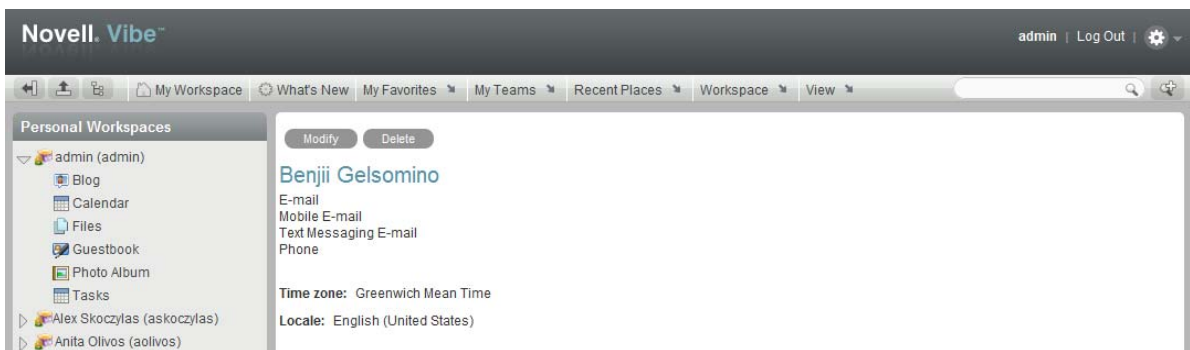 Novell. Vibe™
admin | Log Out |
My Workspace What's New My Favorites My Teams Recent Places Workspace View
Personal Workspaces
admin (admin)
Blog
Calendar
Files
Guestbook
Photo Album
Tasks
Alex Skoczylas (askoczylas)
Anita Olivos (aolivos)
Modify Delete
Benjii Gelsomino
E-mail
Mobile E-mail
Text Messaging E-mail
Phone
Time zone: Greenwich Mean Time
Locale: English (United States)